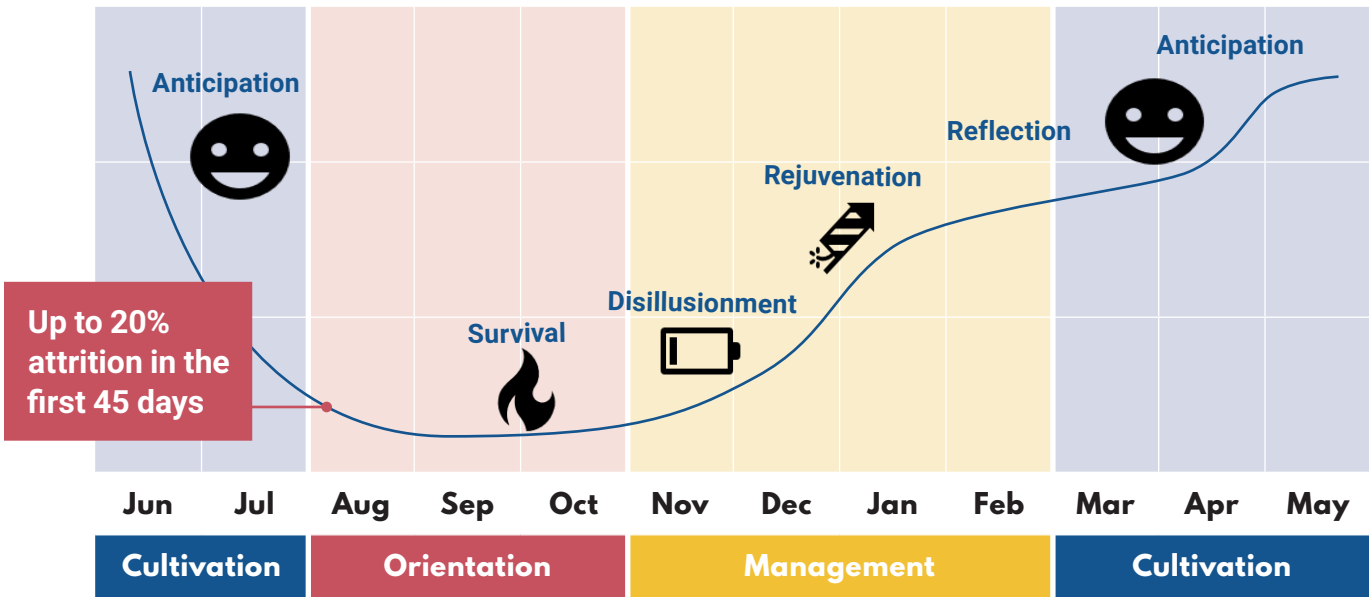 Anticipation
Anticipation
Reflection
Rejuvenation
Disillusionment
Survival
Up to 20%
attrition in the
first 45 days
Jun Jul Aug Sep Oct Nov Dec Jan Feb Mar Apr May
Cultivation Orientation Management Cultivation